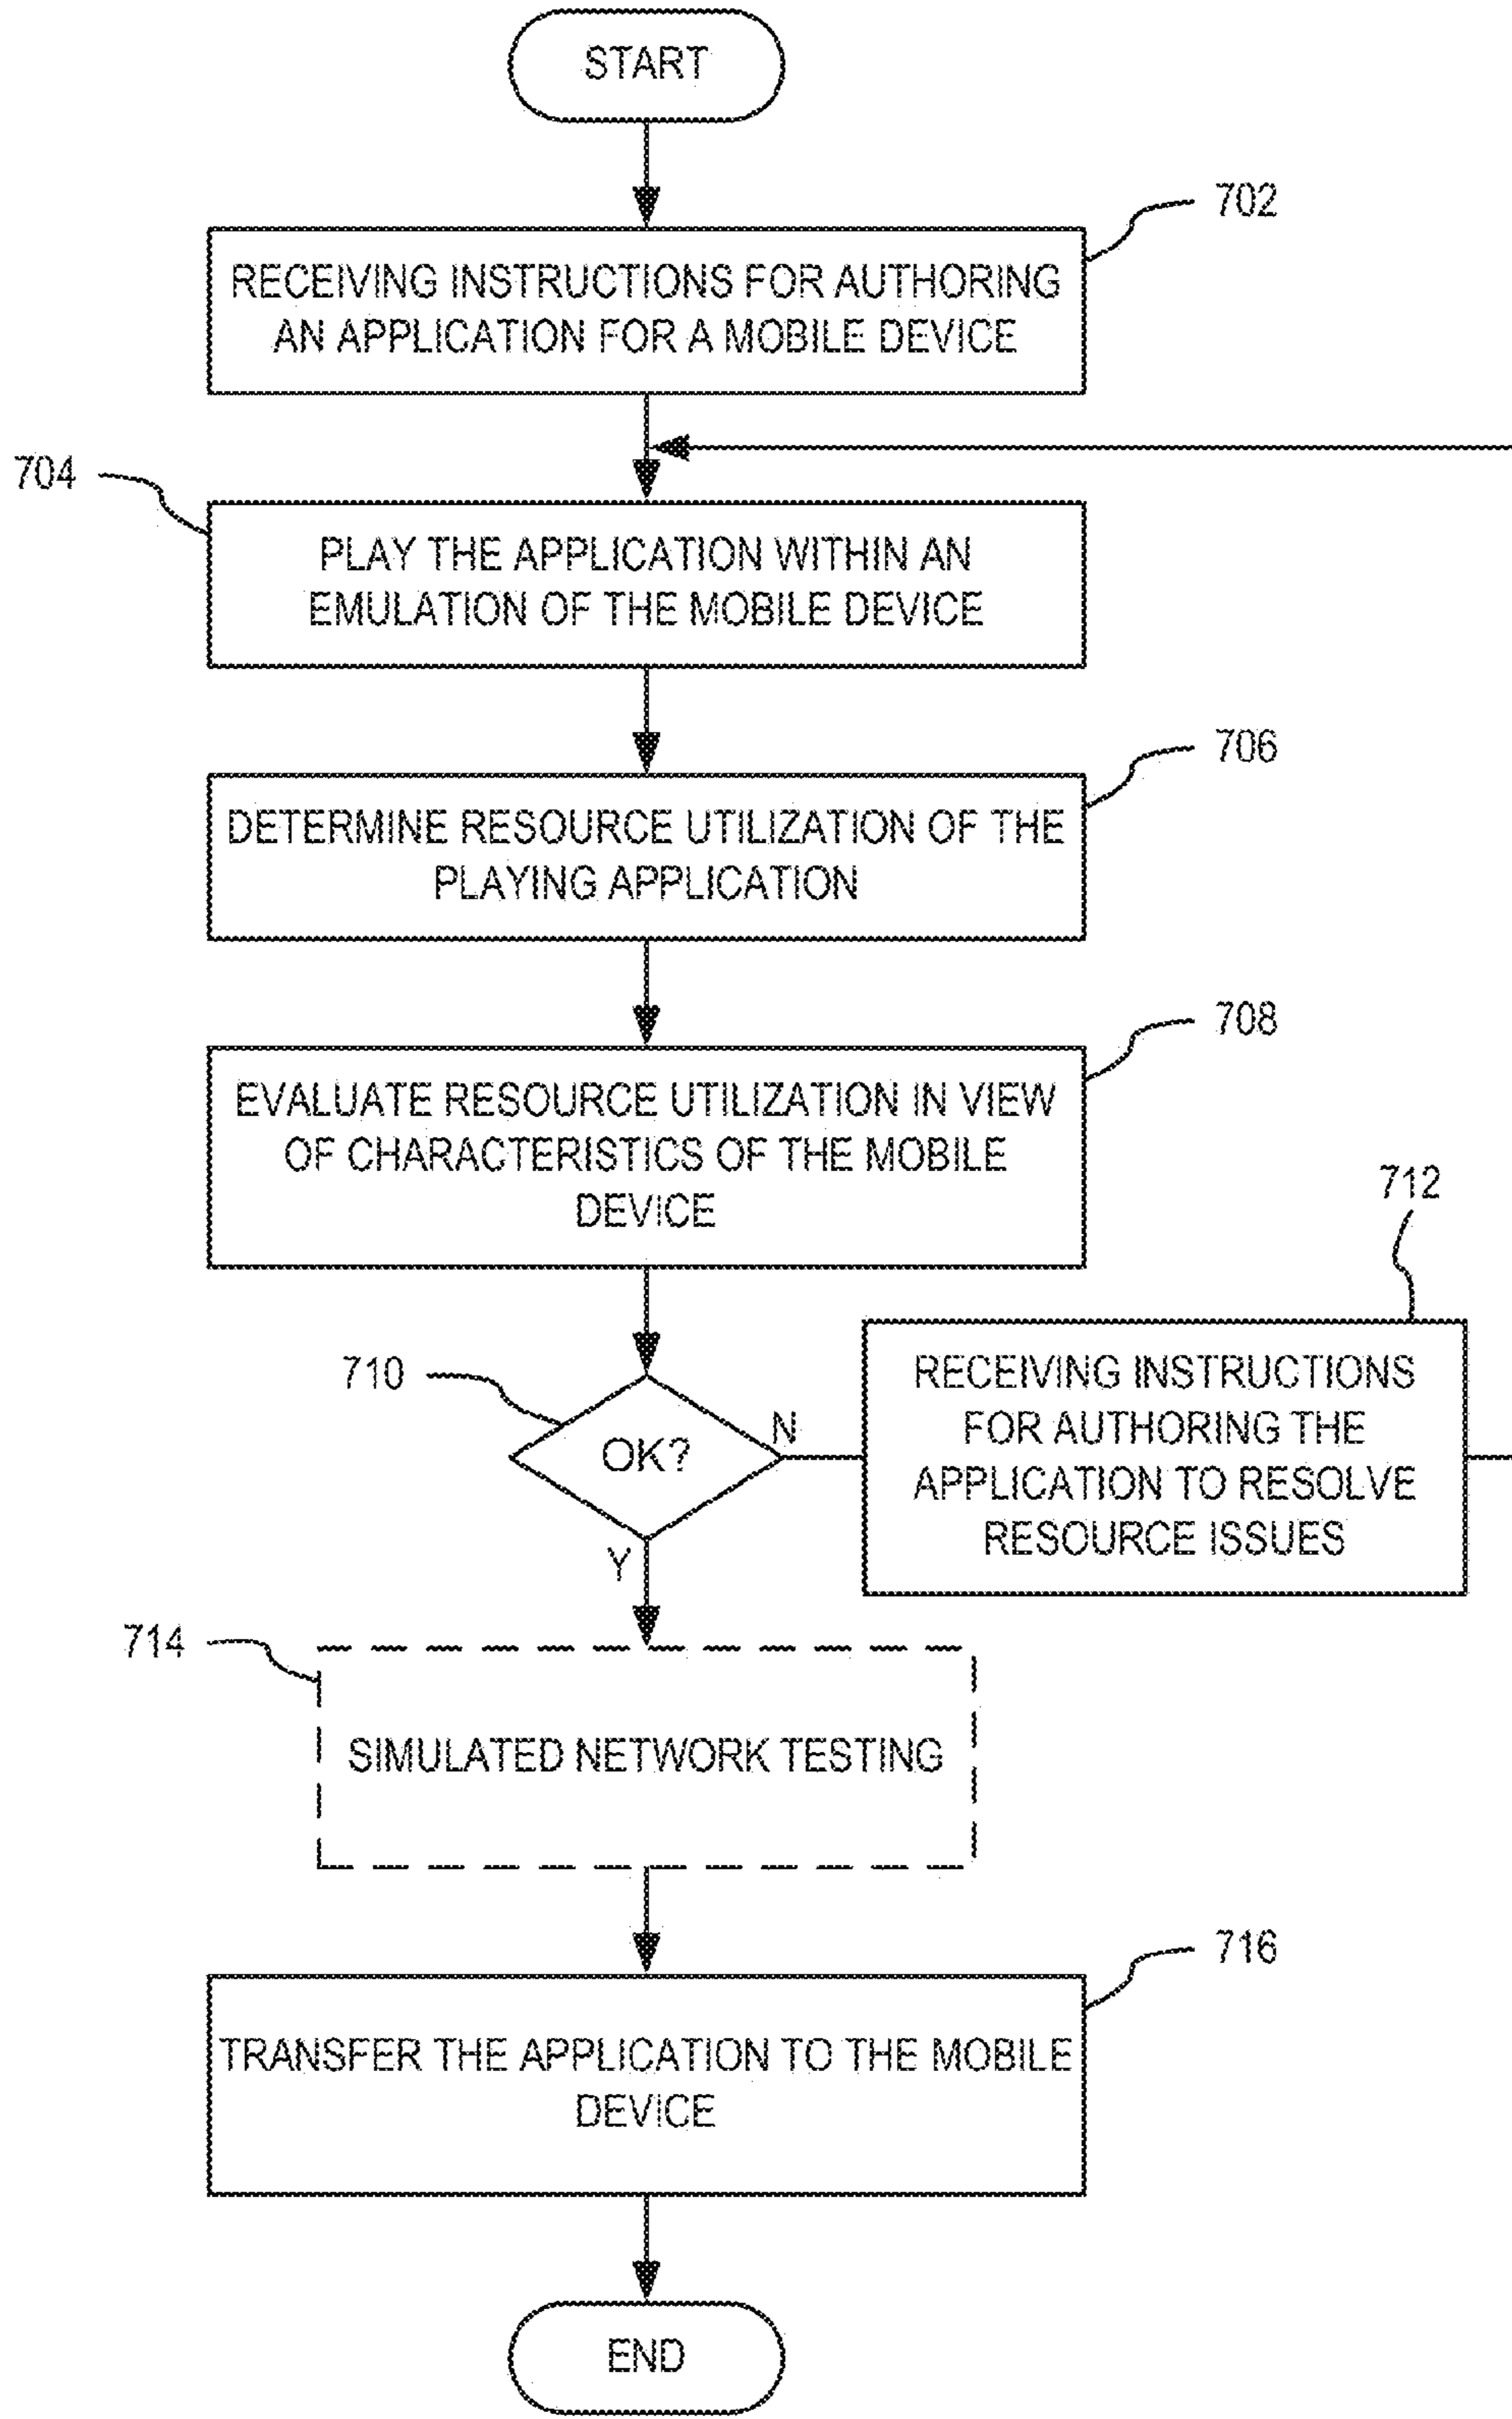 START
702
RECEIVING INSTRUCTIONS FOR AUTHORING
AN APPLICATION FOR A MOBILE DEVICE
704
PLAY THE APPLICATION WITHIN AN
EMULATION OF THE MOBILE DEVICE
706
DETERMINE RESOURCE UTILIZATION OF THE
PLAYING APPLICATION
708
EVALUATE RESOURCE UTILIZATION IN VIEW
OF CHARACTERISTICS OF THE MOBILE
DEVICE
710
OK?
N
Y
712
RECEIVING INSTRUCTIONS
FOR AUTHORING THE
APPLICATION TO RESOLVE
RESOURCE ISSUES
714
SIMULATED NETWORK TESTING
716
TRANSFER THE APPLICATION TO THE MOBILE
DEVICE
END